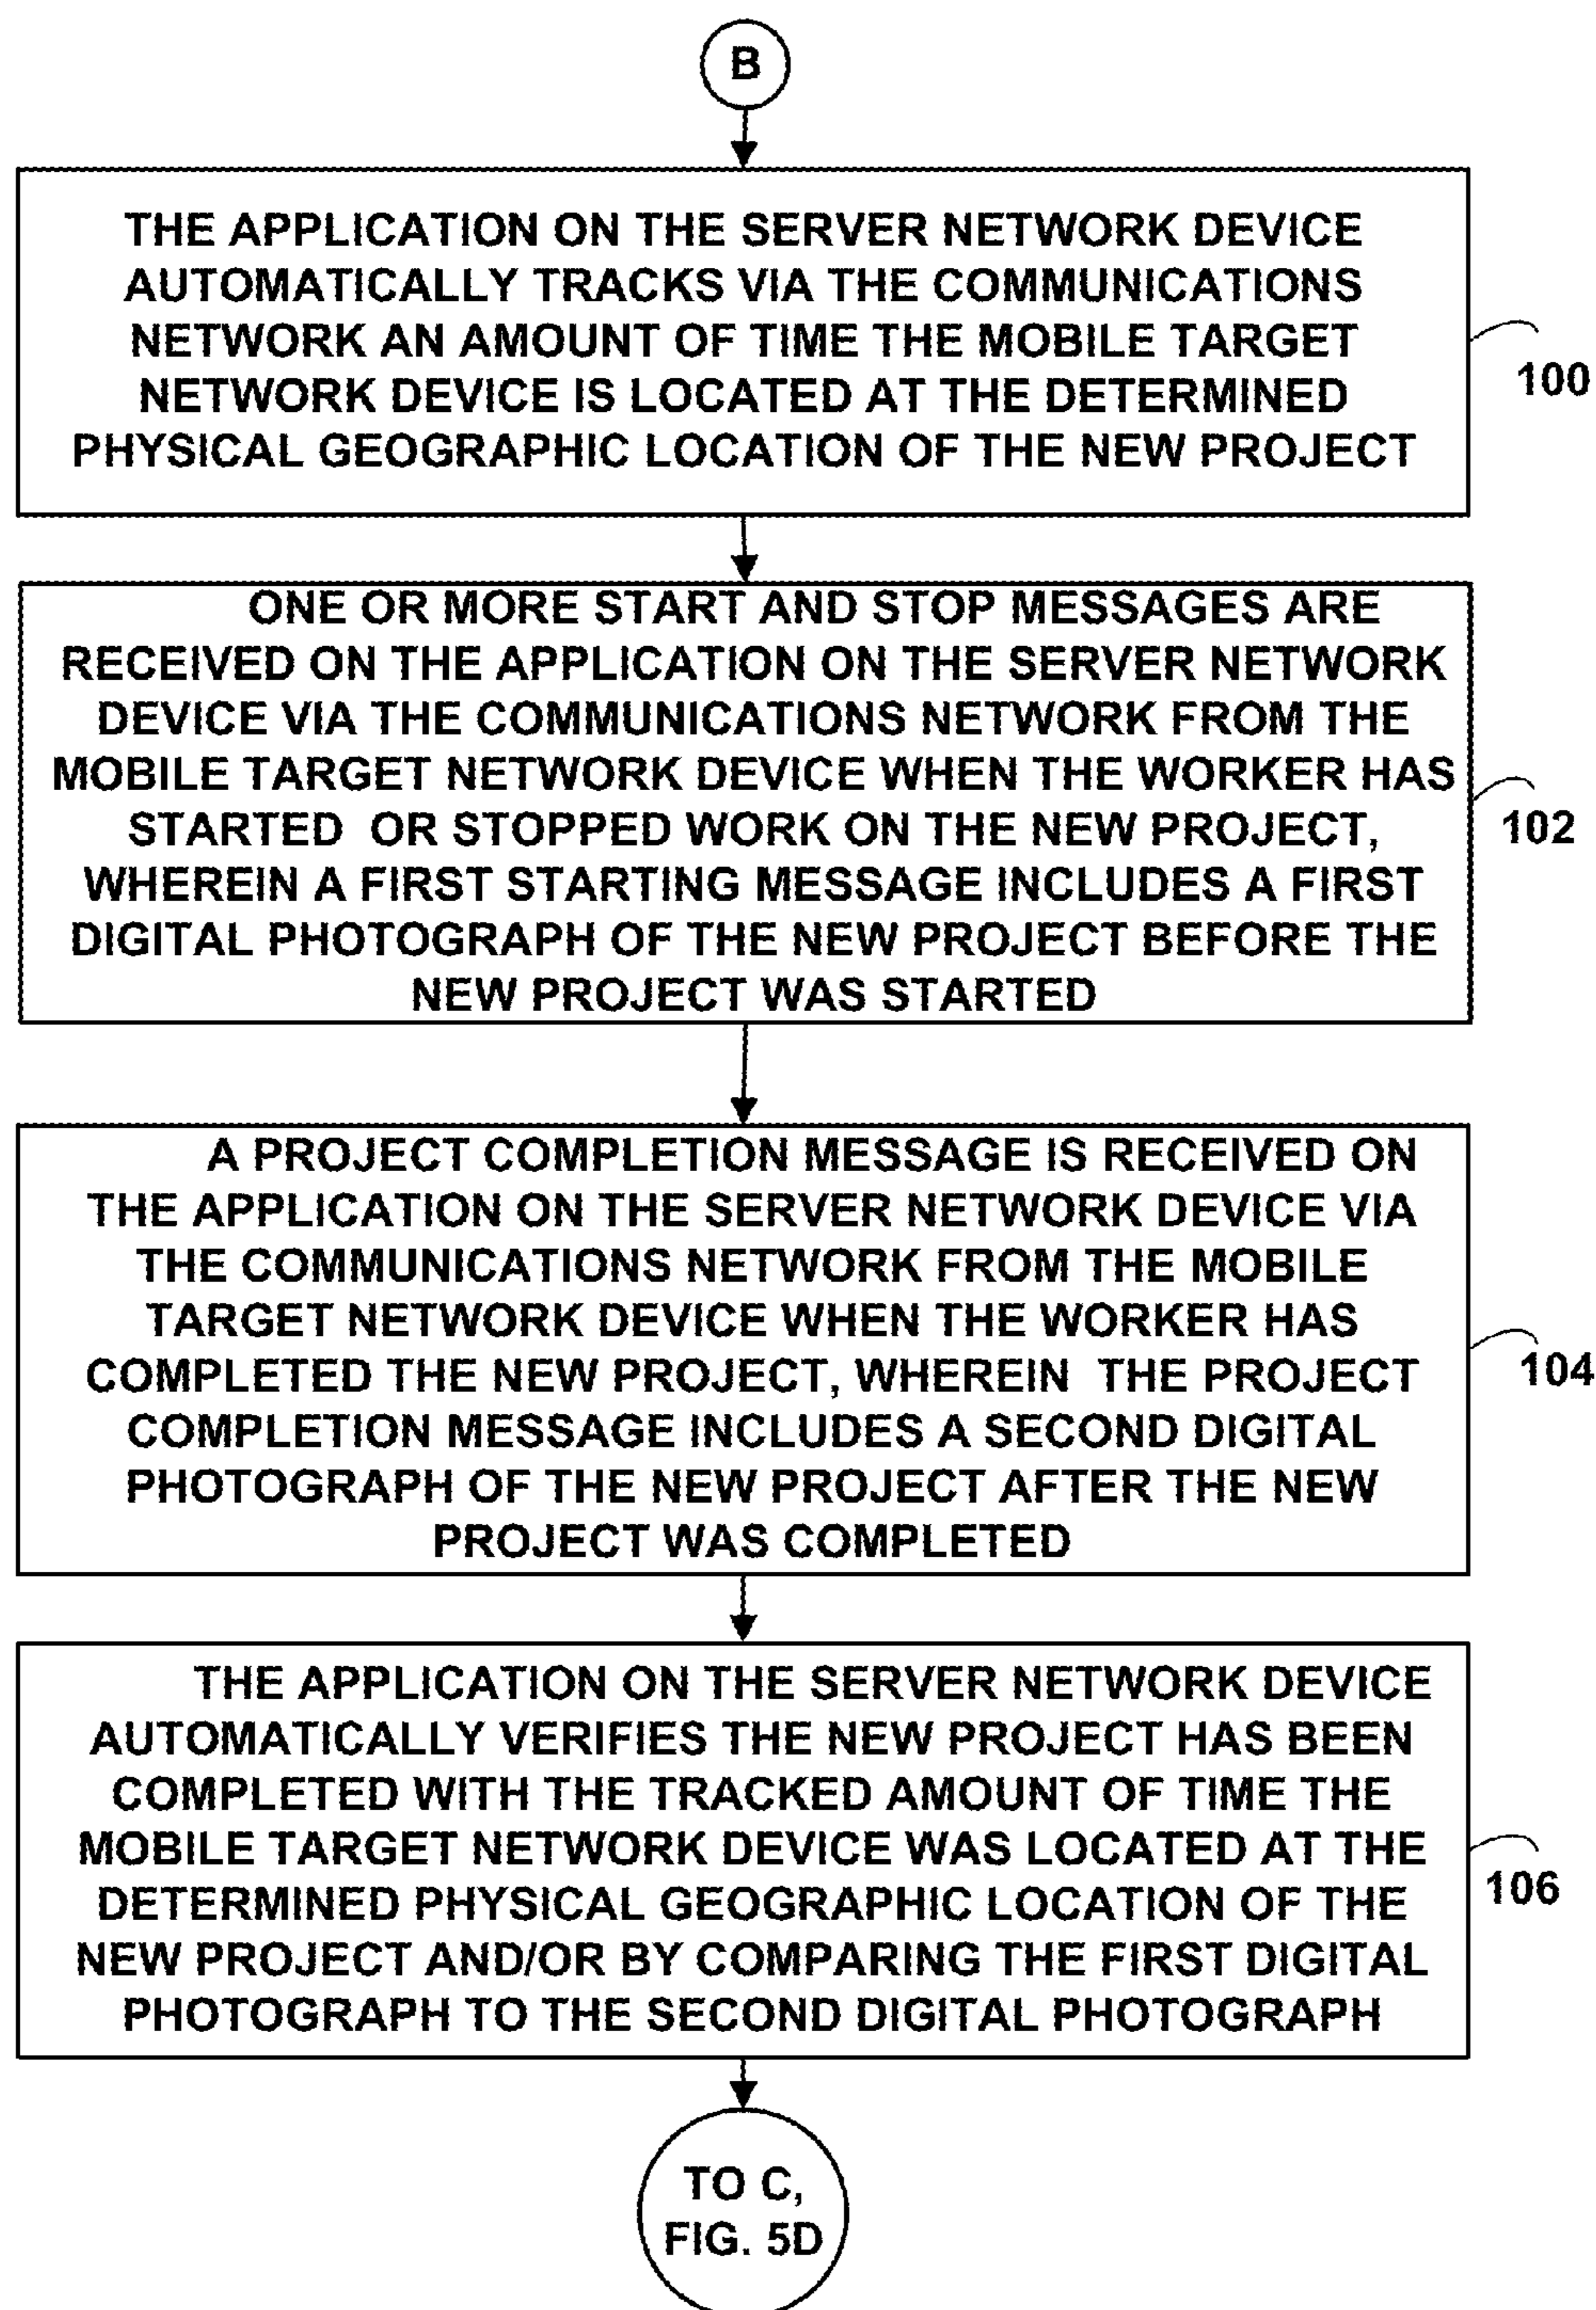 B
THE APPLICATION ON THE SERVER NETWORK DEVICE
AUTOMATICALLY TRACKS VIA THE COMMUNICATIONS
NETWORK AN AMOUNT OF TIME THE MOBILE TARGET
NETWORK DEVICE IS LOCATED AT THE DETERMINED
PHYSICAL GEOGRAPHIC LOCATION OF THE NEW PROJECT
100
ONE OR MORE START AND STOP MESSAGES ARE
RECEIVED ON THE APPLICATION ON THE SERVER NETWORK
DEVICE VIA THE COMMUNICATIONS NETWORK FROM THE
MOBILE TARGET NETWORK DEVICE WHEN THE WORKER HAS
STARTED OR STOPPED WORK ON THE NEW PROJECT,
WHEREIN A FIRST STARTING MESSAGE INCLUDES A FIRST
DIGITAL PHOTOGRAPH OF THE NEW PROJECT BEFORE THE
NEW PROJECT WAS STARTED
102
A PROJECT COMPLETION MESSAGE IS RECEIVED ON
THE APPLICATION ON THE SERVER NETWORK DEVICE VIA
THE COMMUNICATIONS NETWORK FROM THE MOBILE
TARGET NETWORK DEVICE WHEN THE WORKER HAS
COMPLETED THE NEW PROJECT, WHEREIN THE PROJECT
COMPLETION MESSAGE INCLUDES A SECOND DIGITAL
PHOTOGRAPH OF THE NEW PROJECT AFTER THE NEW
PROJECT WAS COMPLETED
104
THE APPLICATION ON THE SERVER NETWORK DEVICE
AUTOMATICALLY VERIFIES THE NEW PROJECT HAS BEEN
COMPLETED WITH THE TRACKED AMOUNT OF TIME THE
MOBILE TARGET NETWORK DEVICE WAS LOCATED AT THE
DETERMINED PHYSICAL GEOGRAPHIC LOCATION OF THE
NEW PROJECT AND/OR BY COMPARING THE FIRST DIGITAL
PHOTOGRAPH TO THE SECOND DIGITAL PHOTOGRAPH
106
TO C,
FIG. 5D